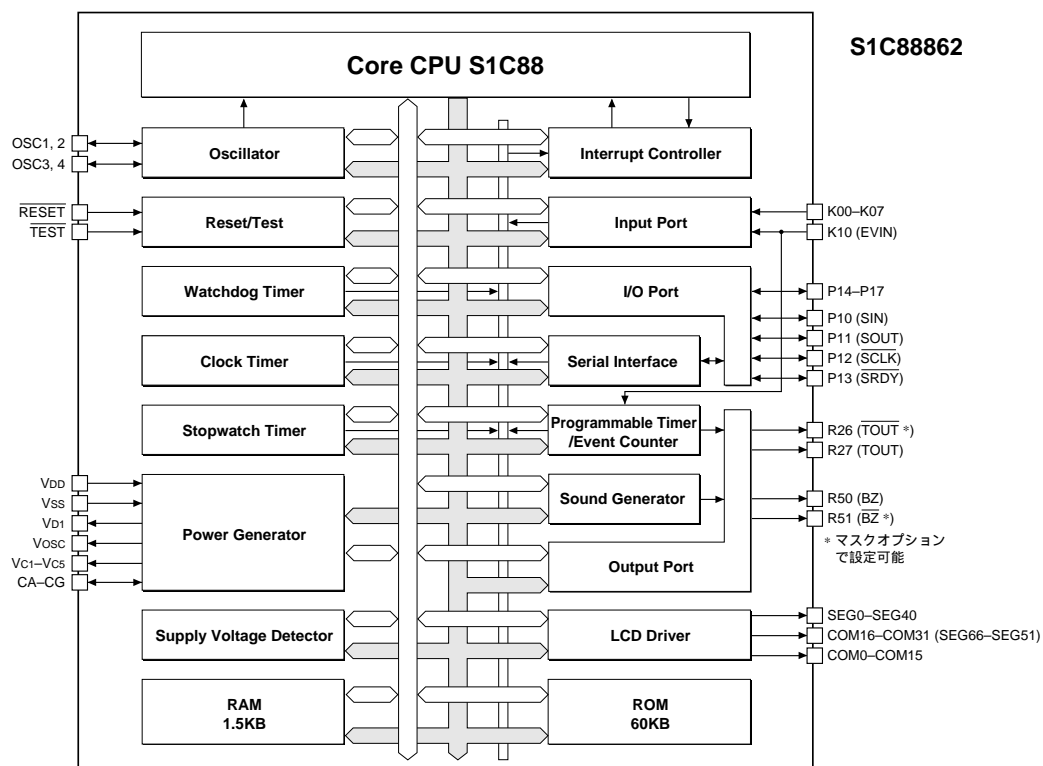 S1C88862
Core CPU S1C88
OSC1, 2
OSC3, 4
Oscillator
Interrupt Controller
RESET
TEST
Reset/Test
Input Port
K00–K07
K10 (EVIN)
Watchdog Timer
I/O Port
P14–P17
P10 (SIN)
P11 (SOUT)
P12 (SCLK)
P13 (SRDY)
Clock Timer
Serial Interface
Stopwatch Timer
Programmable Timer
/Event Counter
R26 (TOUT *)
R27 (TOUT)
VDD
VSS
VD1
VOSC
VC1–VC5
CA–CG
Power Generator
Sound Generator
R50 (BZ)
R51 (BZ *)
* マスクオプション
で設定可能
Output Port
Supply Voltage Detector
LCD Driver
SEG0–SEG40
COM16–COM31 (SEG66–SEG51)
COM0–COM15
RAM
1.5KB
ROM
60KB